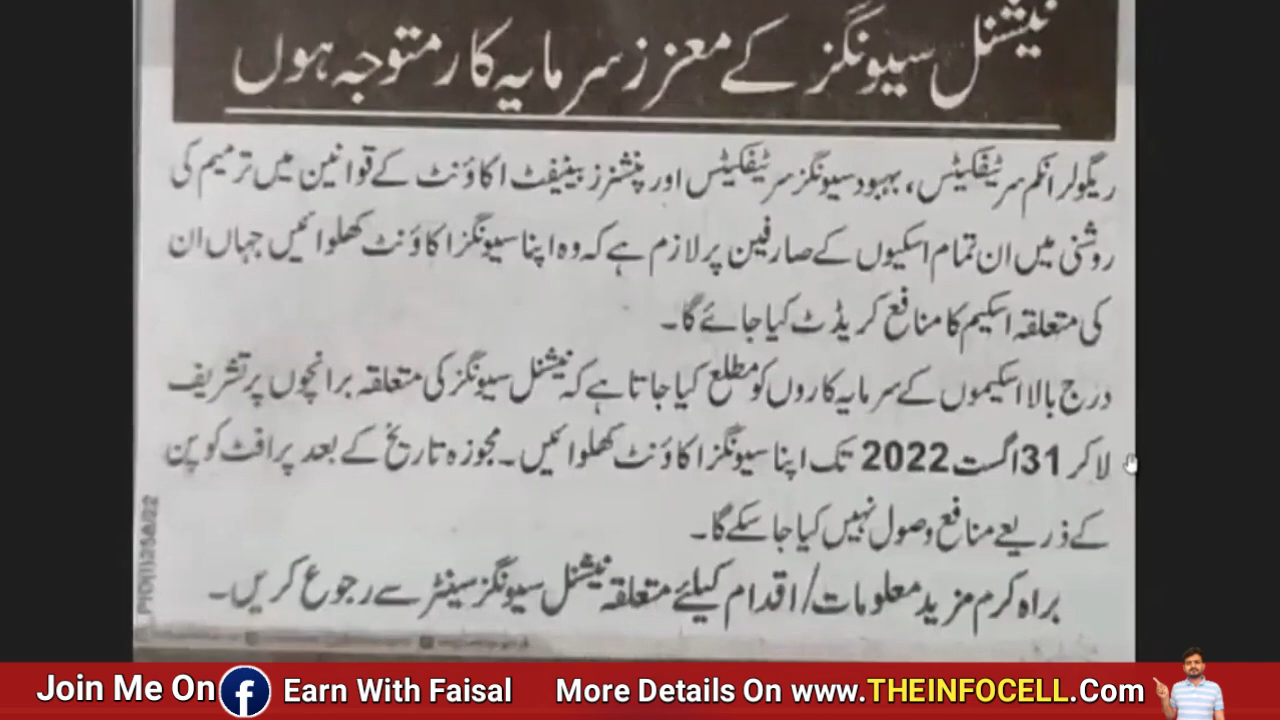 نیشنل سیونگز کے معزز سرمایہ کار متوجہ ہوں
ریگولر انکم سرٹیفکیٹس، بہبود سیونگز سرٹیفکیٹس اور پنشنرز بینیفٹ اکاؤنٹ کے قوانین میں ترمیم کی
روشنی میں ان تمام اسکیوں کے صارفین پر لازم ہے کہ وہ اپنا سیونگز اکاؤنٹ کھلوائیں جہاں ان
کی متعلقہ اسکیم کا منافع کریڈٹ کیا جائے گا۔
درج بالا اسکیموں کے سرمایہ کاروں کو مطلع کیا جاتا ہے کہ نیشنل سیونگز کی متعلقہ برانچوں پر تشریف
لا کر 31 اگست 2022 تک اپنا سیونگز اکاؤنٹ کھلوائیں۔ مجوزہ تاریخ کے بعد پرافٹ کوپن
کے ذریعے منافع وصول نہیں کیا جا سکے گا۔
براہ کرم مزید معلومات/اقدام کیلئے متعلقہ نیشنل سیونگز سینٹر سے رجوع کریں۔
Join Me On f Earn With Faisal More Details On www.THEINFOCELL.Com